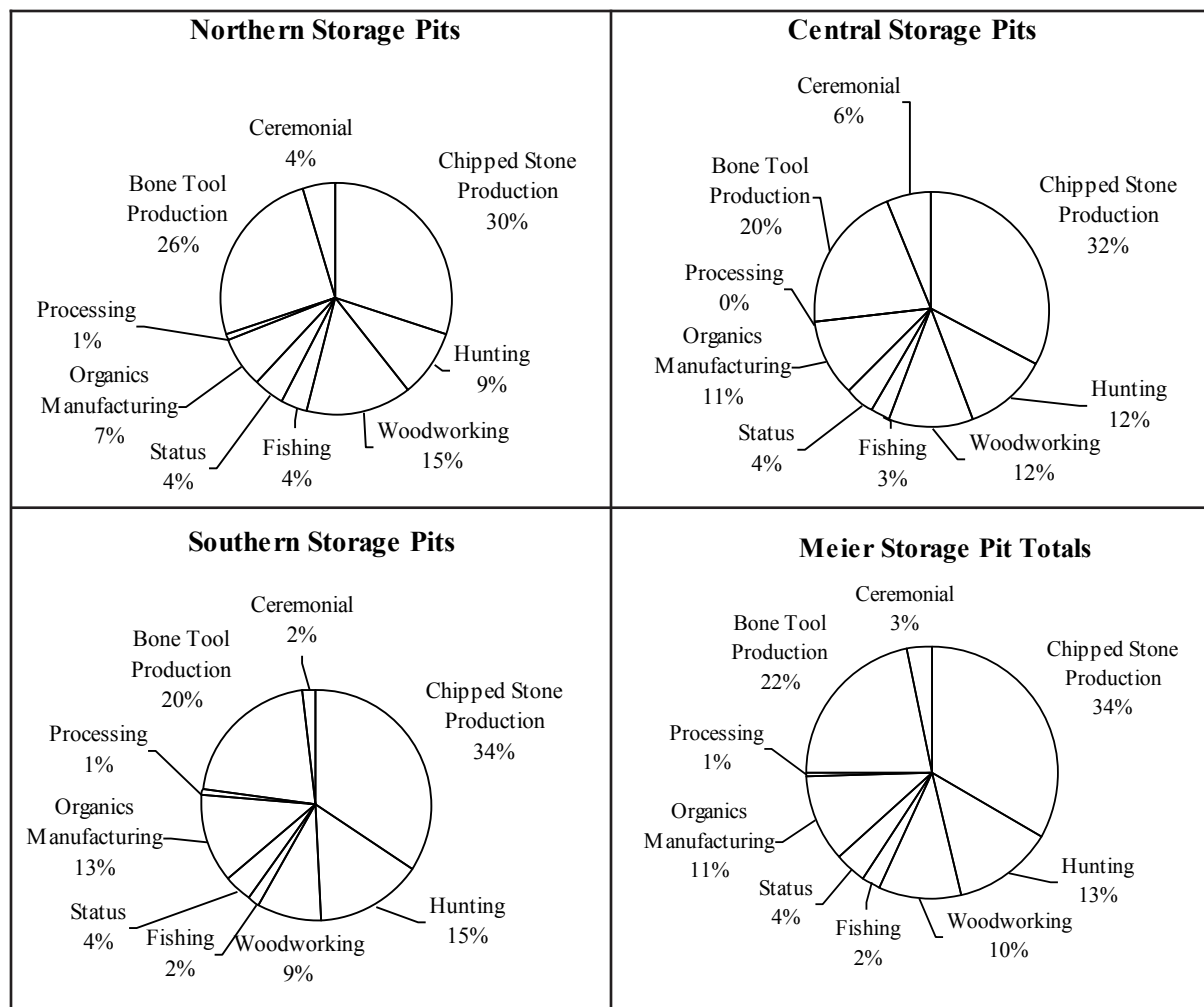 Northern Storage Pits
Ceremonial
4%
Chipped Stone
Production
30%
Bone Tool
Production
26%
Processing
1%
Hunting
9%
Organics
Manufacturing
7%
Woodworking
15%
Status
4%
Fishing
4%
Central Storage Pits
Ceremonial
6%
Bone Tool
Production
20%
Chipped Stone
Production
32%
Processing
0%
Organics
Manufacturing
11%
Hunting
12%
Status
4%
Fishing
3%
Woodworking
12%
Southern Storage Pits
Ceremonial
2%
Bone Tool
Production
20%
Chipped Stone
Production
34%
Processing
1%
Organics
Manufacturing
13%
Status
4%
Fishing
2%
Woodworking
9%
Hunting
15%
Meier Storage Pit Totals
Ceremonial
3%
Bone Tool
Production
22%
Chipped Stone
Production
34%
Processing
1%
Organics
Manufacturing
11%
Hunting
13%
Status
4%
Fishing
2%
Woodworking
10%